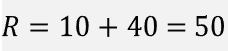 R = 10 + 40 = 50